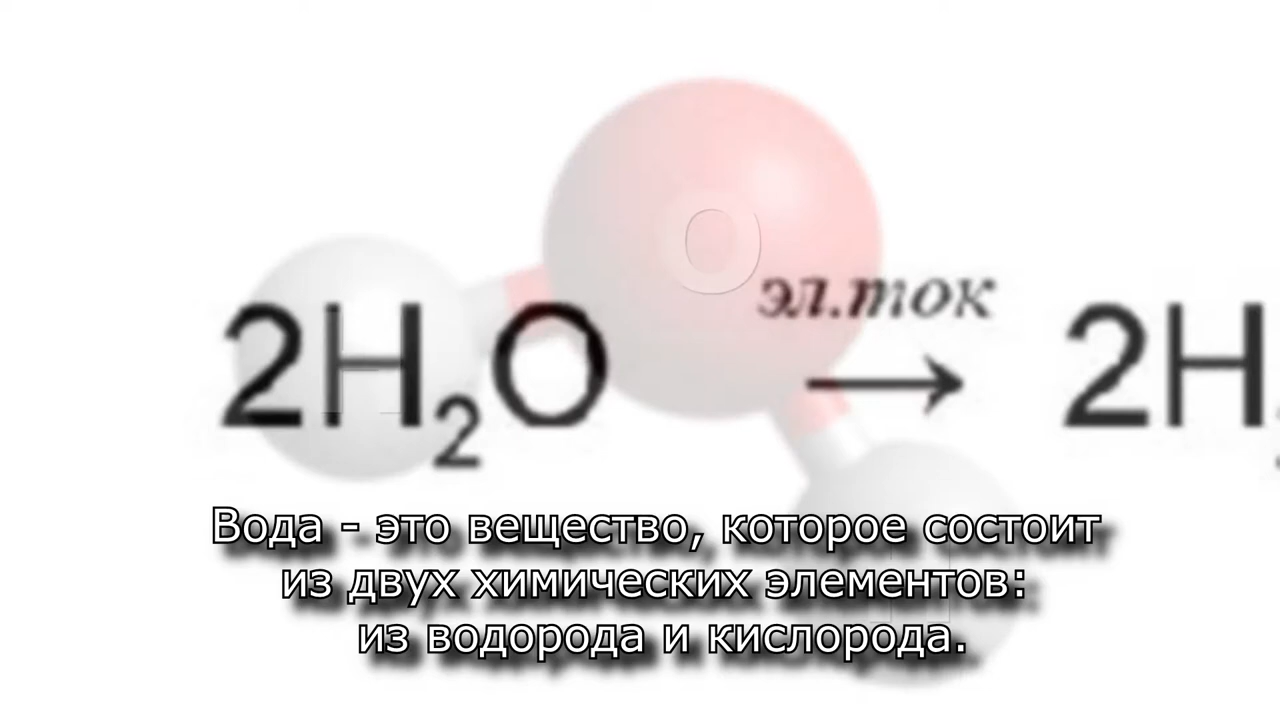 O
эл.ток
2H₂O → 2H
Вода - это вещество, которое состоит
из двух химических элементов:
из водорода и кислорода.